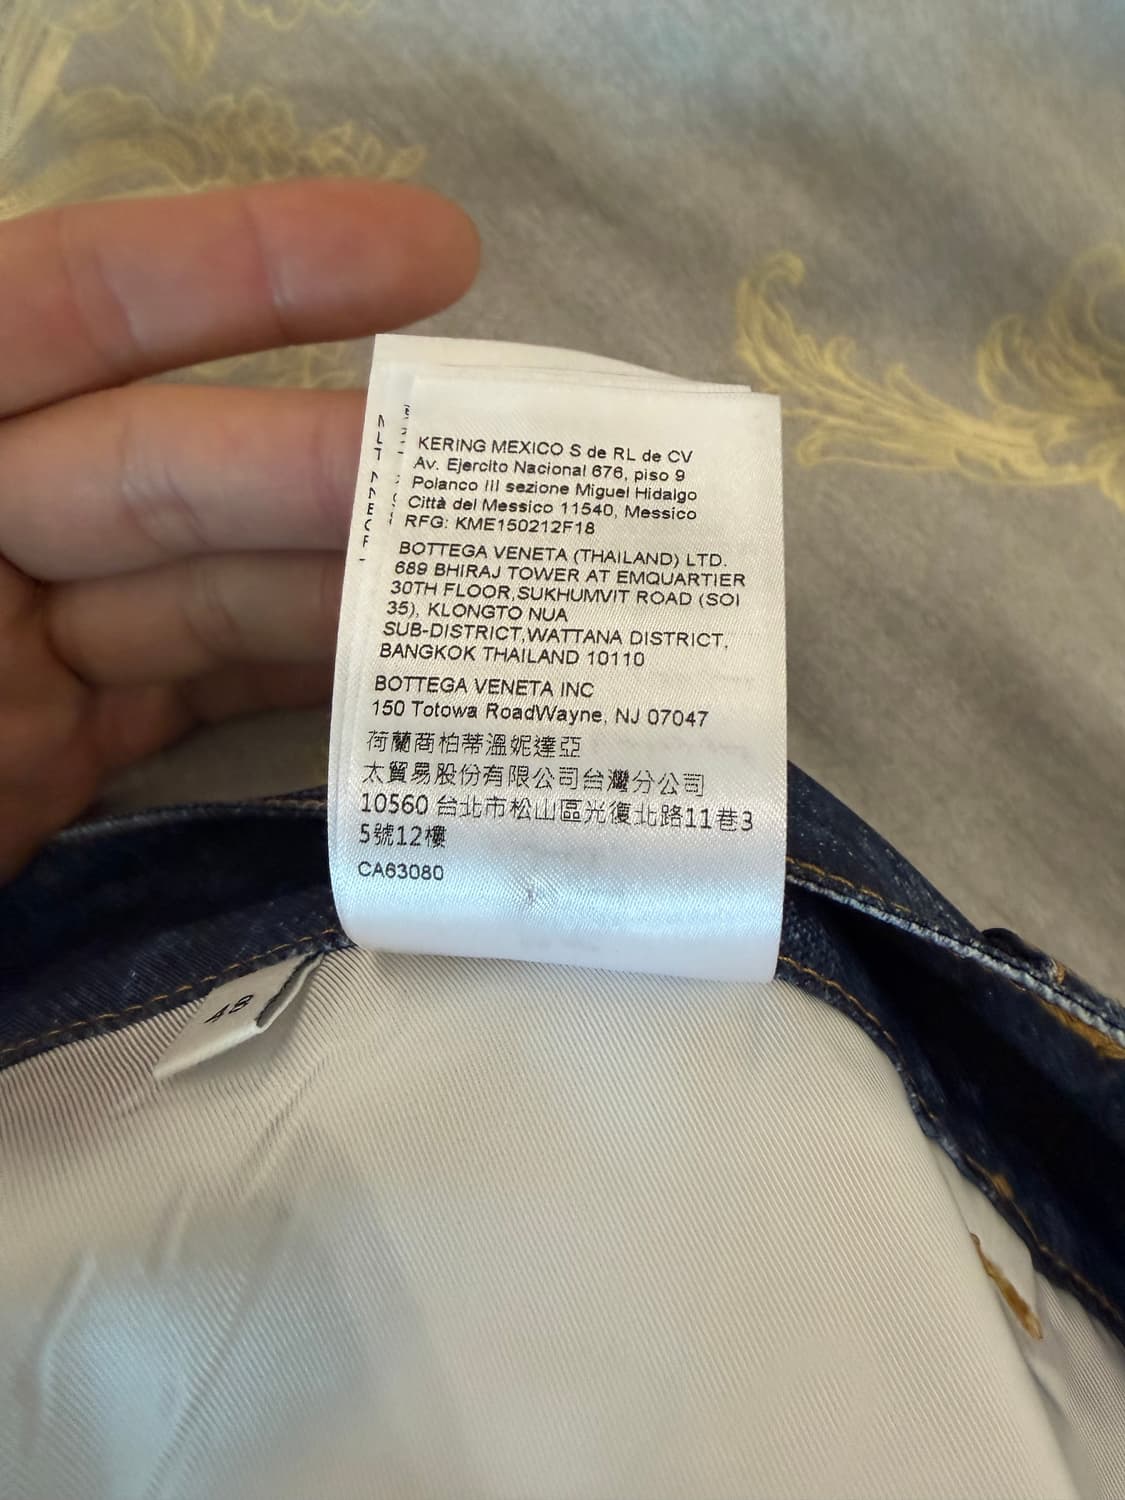 KERING MEXICO S de RL de CV
Av. Ejercito Nacional 676, piso 9
Polanco III sezione Miguel Hidalgo
Città del Messico 11540, Messico
RFG: KME150212F18
BOTTEGA VENETA (THAILAND) LTD.
689 BHIRAJ TOWER AT EMQUARTIER
30TH FLOOR,SUKHUMVIT ROAD (SOI
35), KLONGTO NUA
SUB-DISTRICT,WATTANA DISTRICT,
BANGKOK THAILAND 10110
BOTTEGA VENETA INC
150 Totowa RoadWayne, NJ 07047
荷蘭商柏蒂溫妮達亞
太貿易股份有限公司台灣分公司
10560 台北市松山區光復北路11巷3
5號12樓
CA63080
48